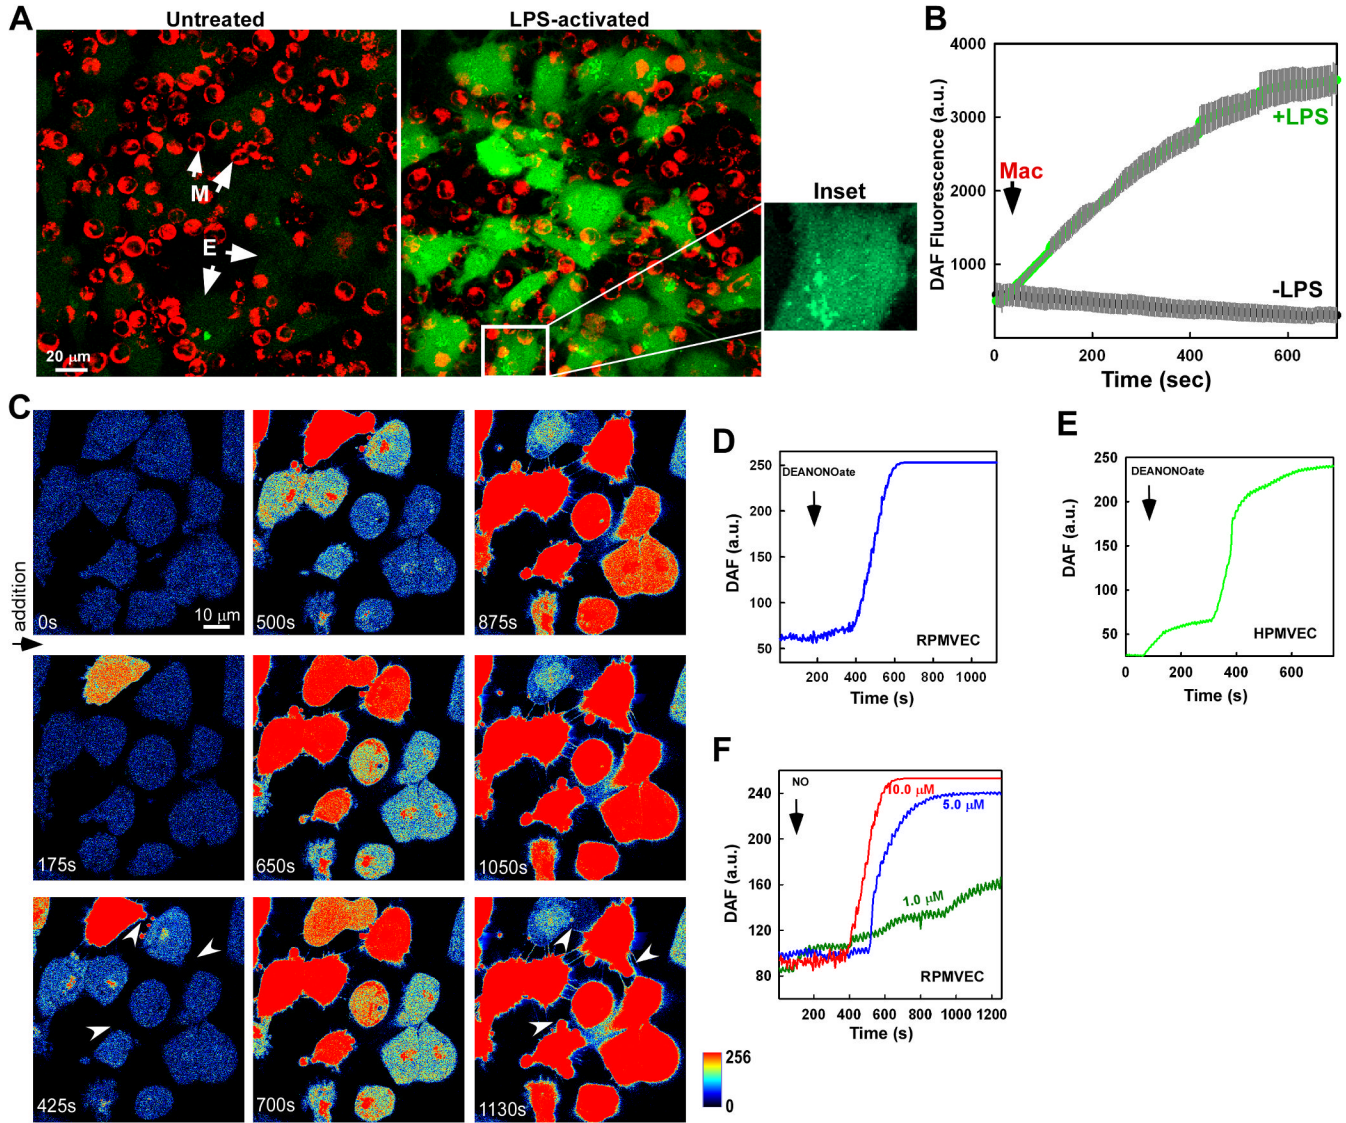 A
Untreated
LPS-activated
M
E
20 μm
Inset
B
DAF Fluorescence (a.u.)
4000
3000
2000
1000
Mac
+LPS
-LPS
0
200
400
600
Time (sec)
C
addition
0s
10 μm
500s
875s
175s
650s
1050s
425s
700s
1130s
256
0
D
DAF (a.u.)
250
200
150
100
50
DEANONOate
RPMVEC
0
200
400
600
800
1000
Time (s)
E
DAF (a.u.)
250
200
150
100
50
DEANONOate
HPMVEC
0
200
400
600
Time (s)
F
DAF (a.u.)
240
200
160
120
80
NO
10.0 μM
5.0 μM
1.0 μM
RPMVEC
0
200
400
600
800
1000
1200
Time (s)